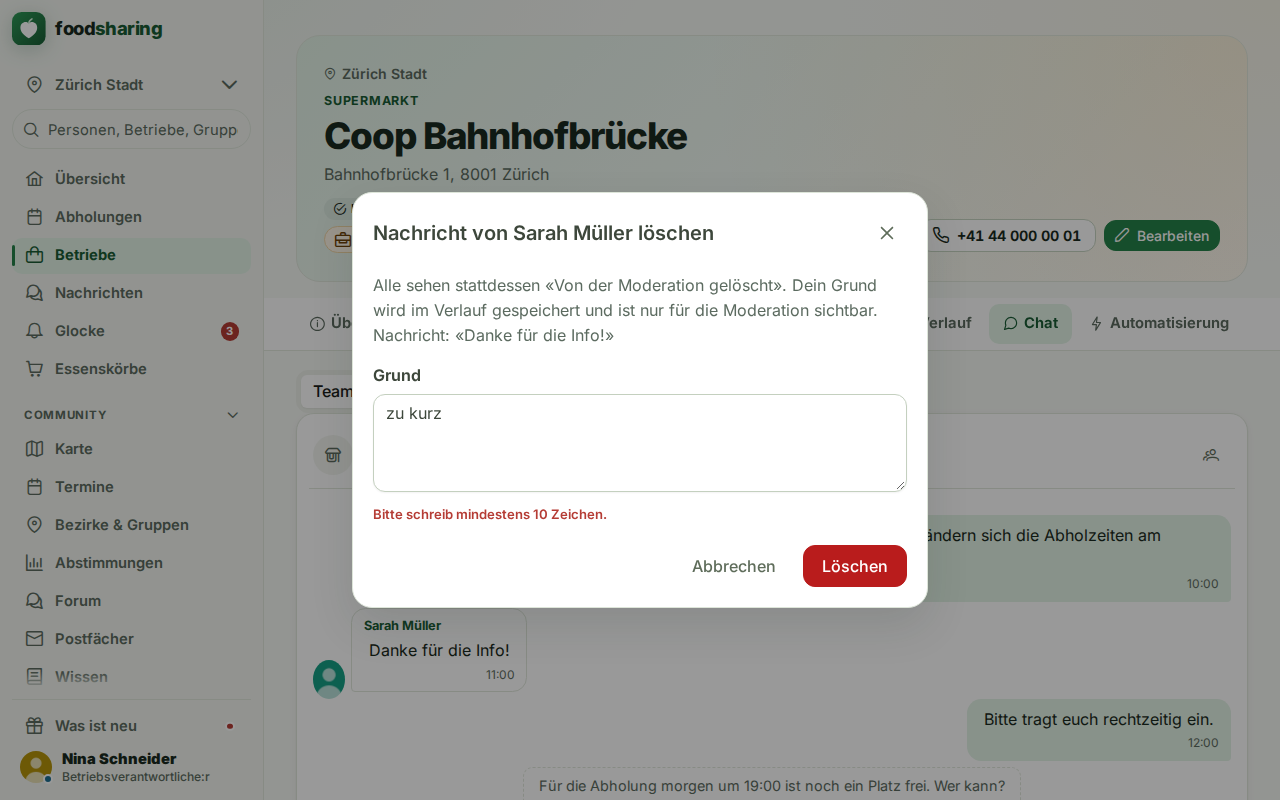 foodsharing
Zürich Stadt
Personen, Betriebe, Grupp
Übersicht
Abholungen
Betriebe
Nachrichten
Glocke
3
Essenskörbe
COMMUNITY
Karte
Termine
Bezirke & Gruppen
Abstimmungen
Forum
Postfächer
Wissen
Was ist neu
Nina Schneider
Betriebsverantwortliche:r
Zürich Stadt
SUPERMARKT
Coop Bahnhofbrücke
Bahnhofbrücke 1, 8001 Zürich
+41 44 000 00 01
Bearbeiten
Chat
Automatisierung
Team
Nachricht von Sarah Müller löschen
Alle sehen stattdessen «Von der Moderation gelöscht». Dein Grund
wird im Verlauf gespeichert und ist nur für die Moderation sichtbar.
Nachricht: «Danke für die Info!»
Grund
zu kurz
Bitte schreib mindestens 10 Zeichen.
Abbrechen
Löschen
ändern sich die Abholzeiten am
10:00
Sarah Müller
Danke für die Info!
11:00
Bitte tragt euch rechtzeitig ein.
12:00
Für die Abholung morgen um 19:00 ist noch ein Platz frei. Wer kann?